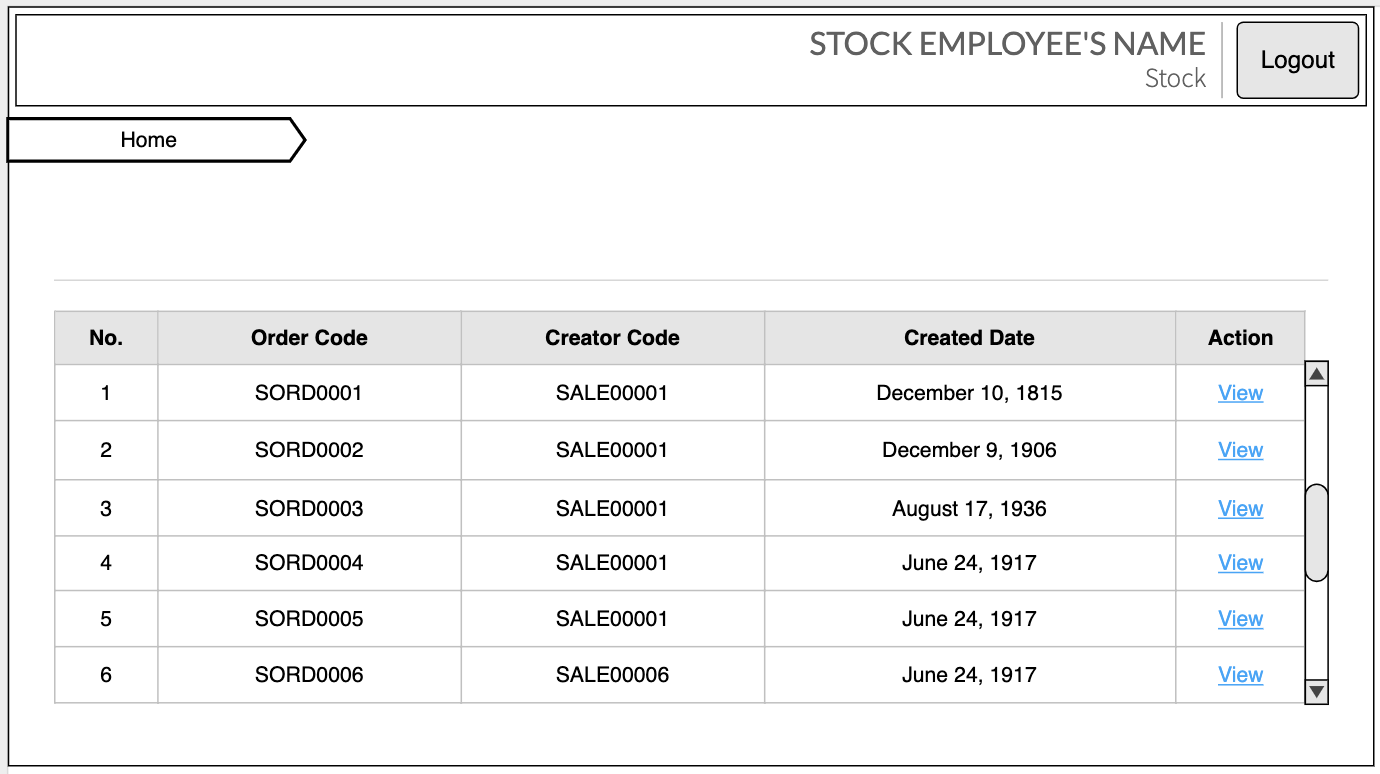 STOCK EMPLOYEE'S NAME
Stock
Logout
Home
No. Order Code Creator Code Created Date Action
1 SORD0001 SALE00001 December 10, 1815 View
2 SORD0002 SALE00001 December 9, 1906 View
3 SORD0003 SALE00001 August 17, 1936 View
4 SORD0004 SALE00001 June 24, 1917 View
5 SORD0005 SALE00001 June 24, 1917 View
6 SORD0006 SALE00006 June 24, 1917 View